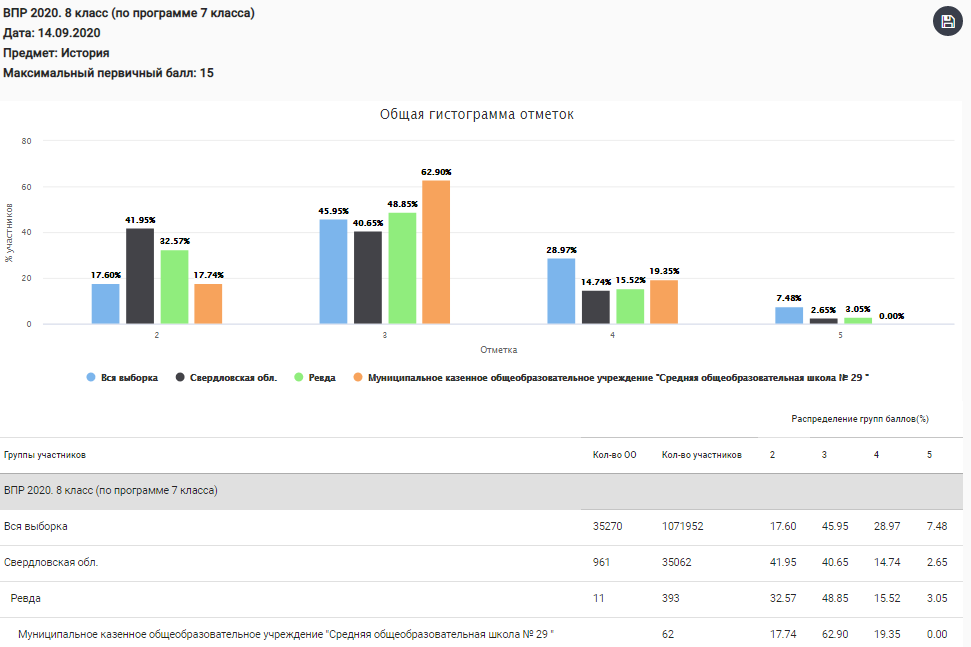 ВПР 2020. 8 класс (по программе 7 класса)
Дата: 14.09.2020
Предмет: История
Максимальный первичный балл: 15
Общая гистограмма отметок
% участников
80
60
40
20
0
17.60% 41.95% 32.57% 17.74%
45.95% 40.65% 48.85% 62.90%
28.97% 14.74% 15.52% 19.35%
7.48% 2.65% 3.05% 0.00%
2 3 4 5
Отметка
Вся выборка Свердловская обл. Ревда Муниципальное казенное общеобразовательное учреждение "Средняя общеобразовательная школа № 29 "
Распределение групп баллов(%)
Группы участников Кол-во ОО Кол-во участников 2 3 4 5
ВПР 2020. 8 класс (по программе 7 класса)
Вся выборка 35270 1071952 17.60 45.95 28.97 7.48
Свердловская обл. 961 35062 41.95 40.65 14.74 2.65
Ревда 11 393 32.57 48.85 15.52 3.05
Муниципальное казенное общеобразовательное учреждение "Средняя общеобразовательная школа № 29 " 62 17.74 62.90 19.35 0.00